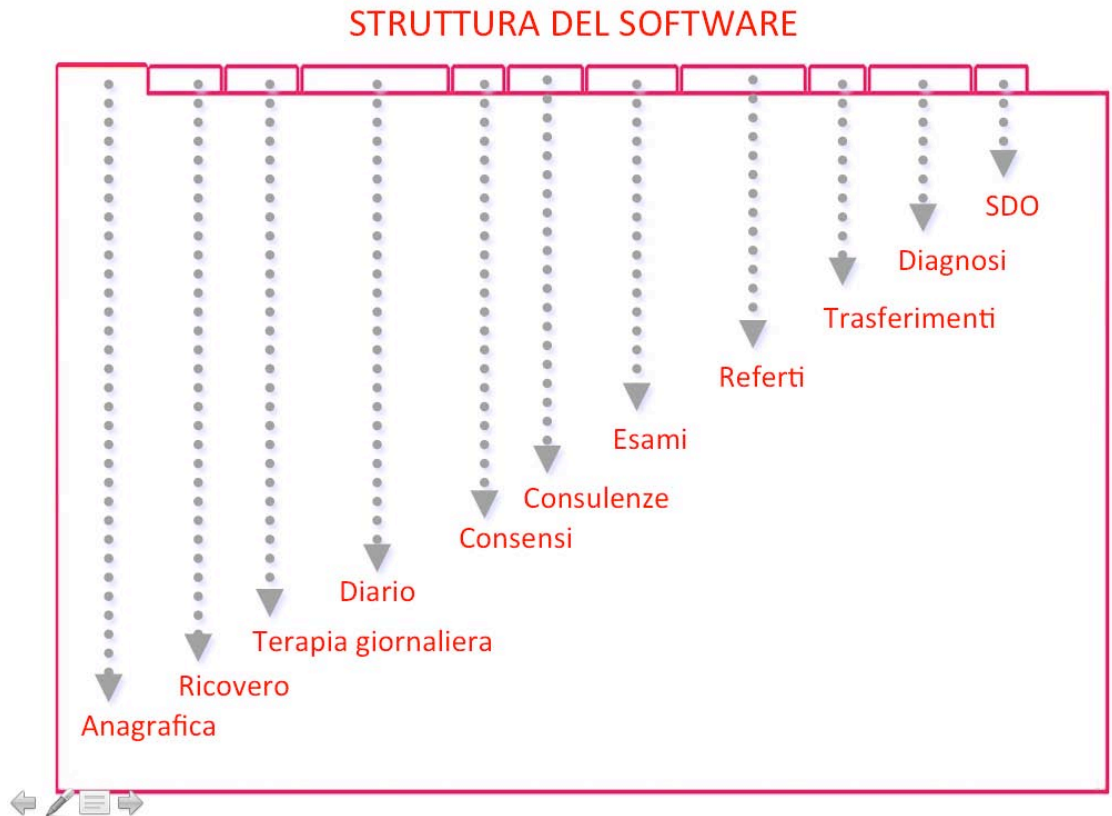 STRUTTURA DEL SOFTWARE
SDO
Diagnosi
Trasferimenti
Referti
Esami
Consulenze
Consensi
Diario
Terapia giornaliera
Ricovero
Anagrafica